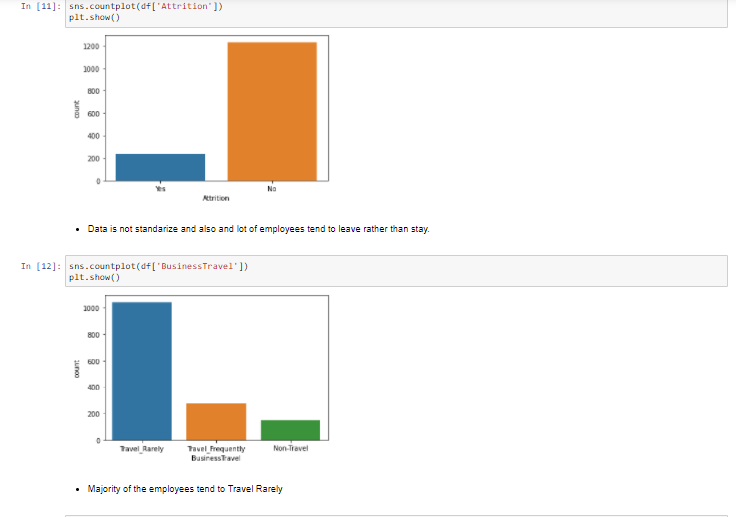 In [11]: sns.countplot(df['Attrition'])
plt.show()
1200
1000
800
600
400
200
0
count
Yes No
Attrition
• Data is not standarize and also and lot of employees tend to leave rather than stay.
In [12]: sns.countplot(df['BusinessTravel'])
plt.show()
1000
800
600
400
200
0
count
Travel_Rarely Travel_Frequently Non-Travel
BusinessTravel
• Majority of the employees tend to Travel Rarely